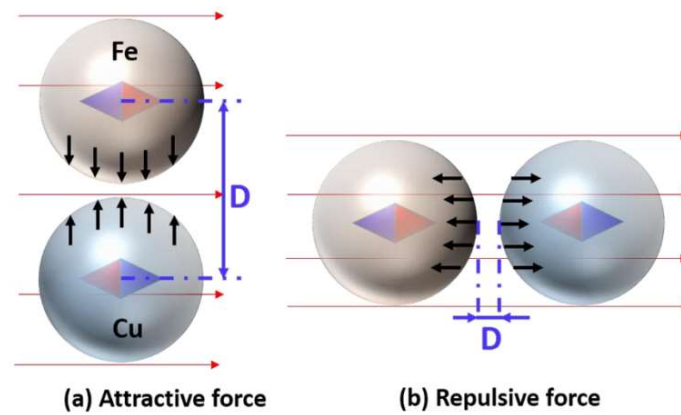 Fe
D
Cu
D
(a) Attractive force
(b) Repulsive force